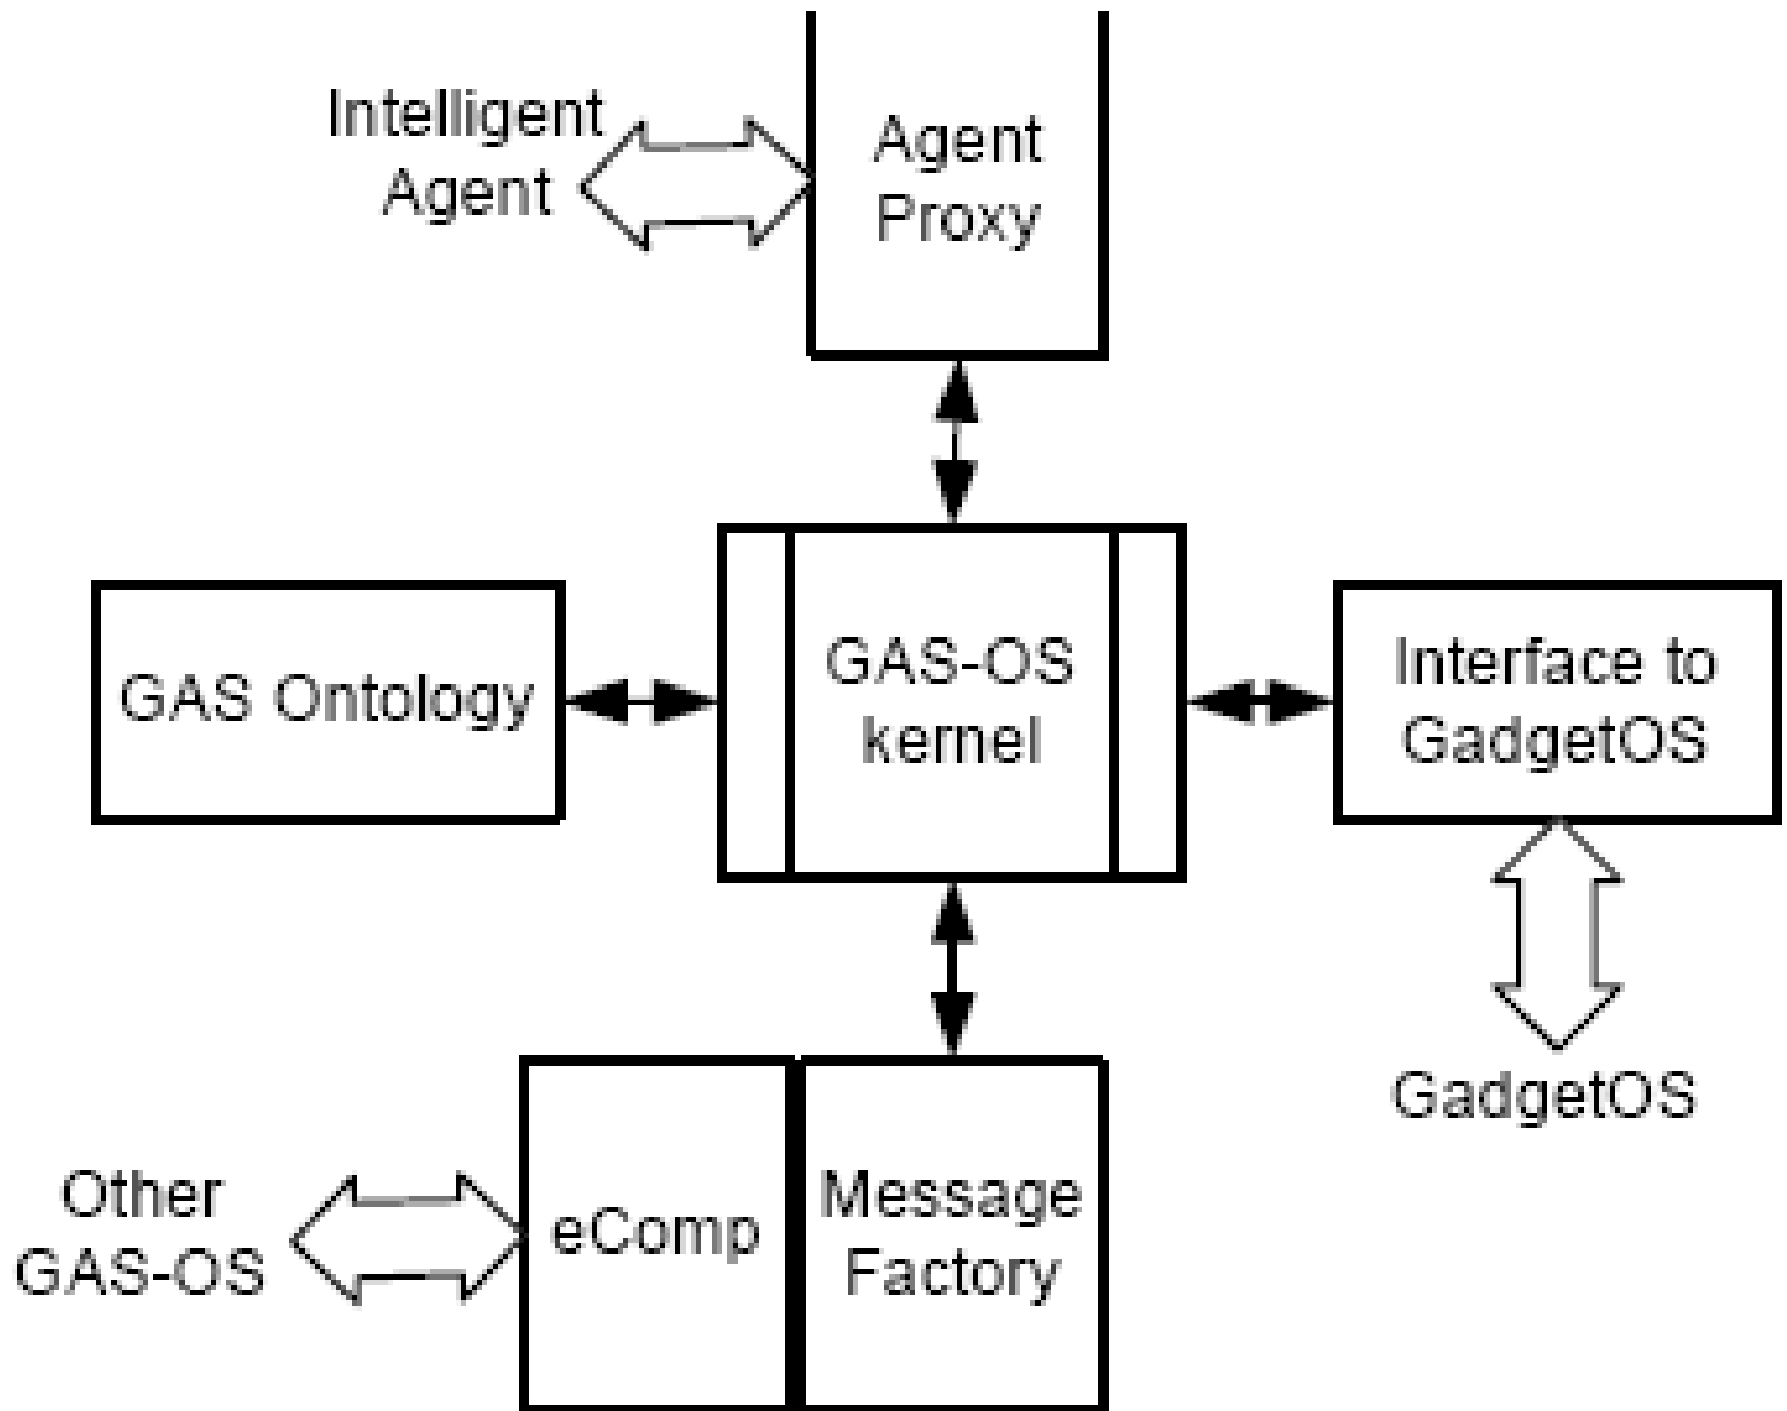 Intelligent
Agent
Agent
Proxy
GAS Ontology
GAS-OS
kernel
Interface to
GadgetOS
GadgetOS
Other
GAS-OS
eComp
Message
Factory